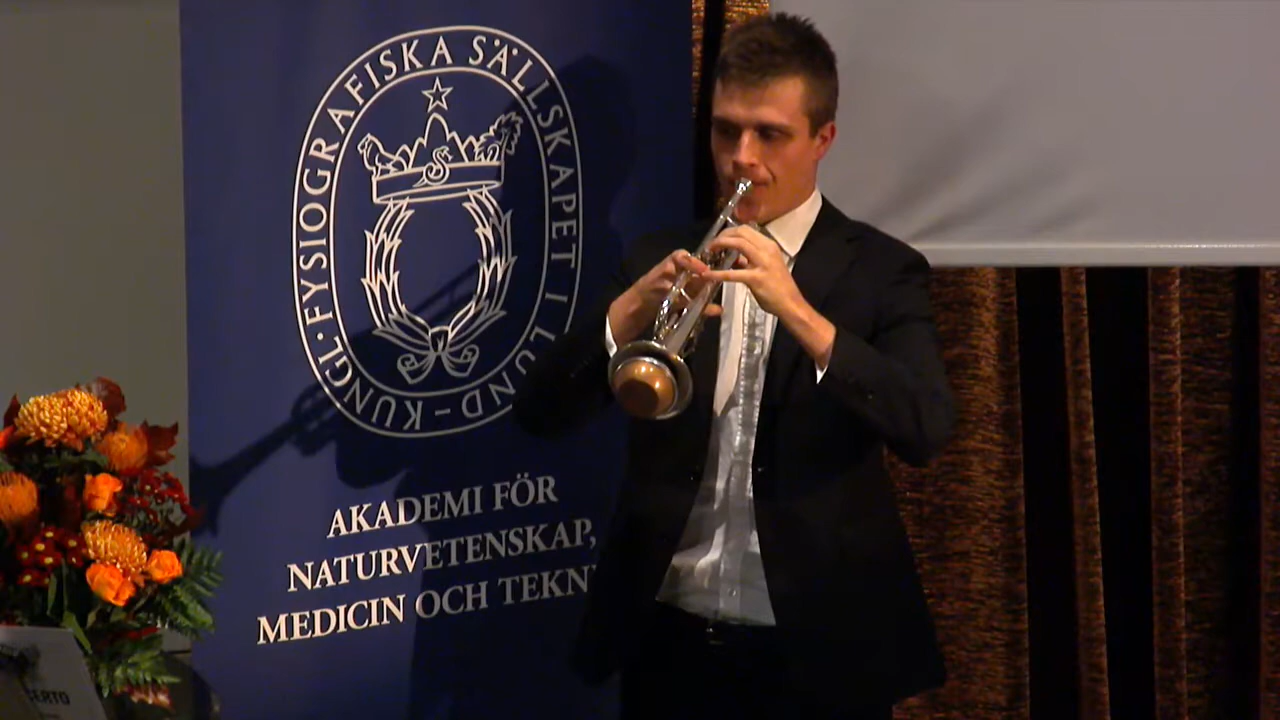 KUNGL. FYSIOGRAFISKA SÄLLSKAPET I LUND –
S
AKADEMI FÖR
NATURVETENSKAP,
MEDICIN OCH TEKN